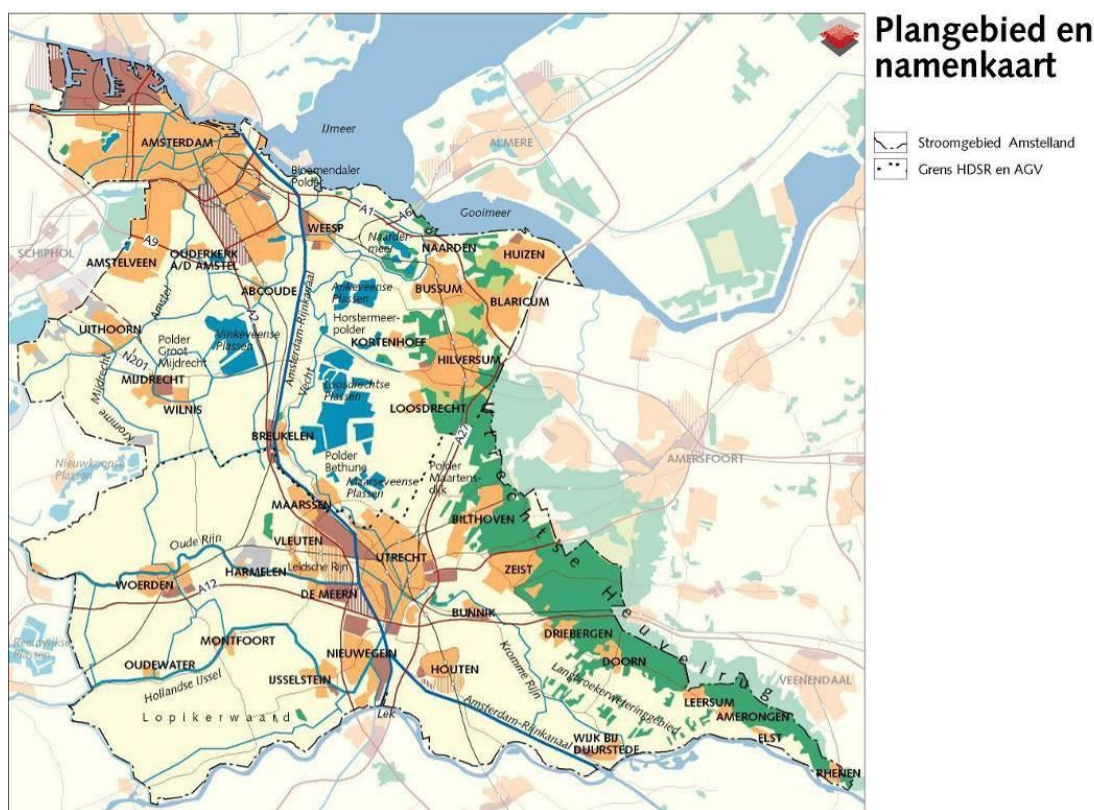 Plangebied en
namenkaart
Stroomgebied Amstelland
Grens HDSR en AGV
IJmeer
ALMERE
AMSTERDAM
Bloemendaler
Polder
A1
A6
Gooimeer
WEESP
Naarder-
meer
NAARDEN
HUIZEN
SCHIPHOL
A9
AMSTELVEEN
OUDERKERK
A/D AMSTEL
ABCOUDE
Ankeveense
Plassen
BUSSUM
BLARICUM
Amstel
A2
Amsterdam-Rijnkanaal
UITHOORN
Polder
Groot
Mijdrecht
Vinkeveense
Plassen
Horstermeer-
polder
KORTENHOEF
HILVERSUM
N201
MIJDRECHT
WILNIS
Kromme Mijdrecht
Vecht
Loosdrechtse
Plassen
LOOSDRECHT
A27
BREUKELEN
Polder
Bethune
Maarseveense
Plassen
Polder
Maartens-
dijk
AMERSFOORT
Nieuwkoopse
Plassen
MAARSSEN
BILTHOVEN
Utrechtse Heuvelrug
Oude Rijn
VLEUTEN
UTRECHT
ZEIST
HARMELEN
Leidsche Rijn
WOERDEN
A12
DE MEERN
BUNNIK
MONTFOORT
DRIEBERGEN
Reeuwijkse
Plassen
OUDEWATER
NIEUWEGEIN
HOUTEN
Kromme Rijn
DOORN
Hollandse IJssel
IJSSELSTEIN
Langbroekerweteringgebied
VEENENDAAL
LEERSUM
AMERONGEN
Lopikerwaard
Lek
Amsterdam-Rijnkanaal
ELST
WIJK BIJ
DUURSTEDE
RHENEN